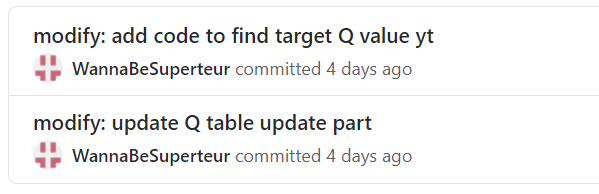 modify: add code to find target Q value yt
WannaBeSuperteur committed 4 days ago
modify: update Q table update part
WannaBeSuperteur committed 4 days ago